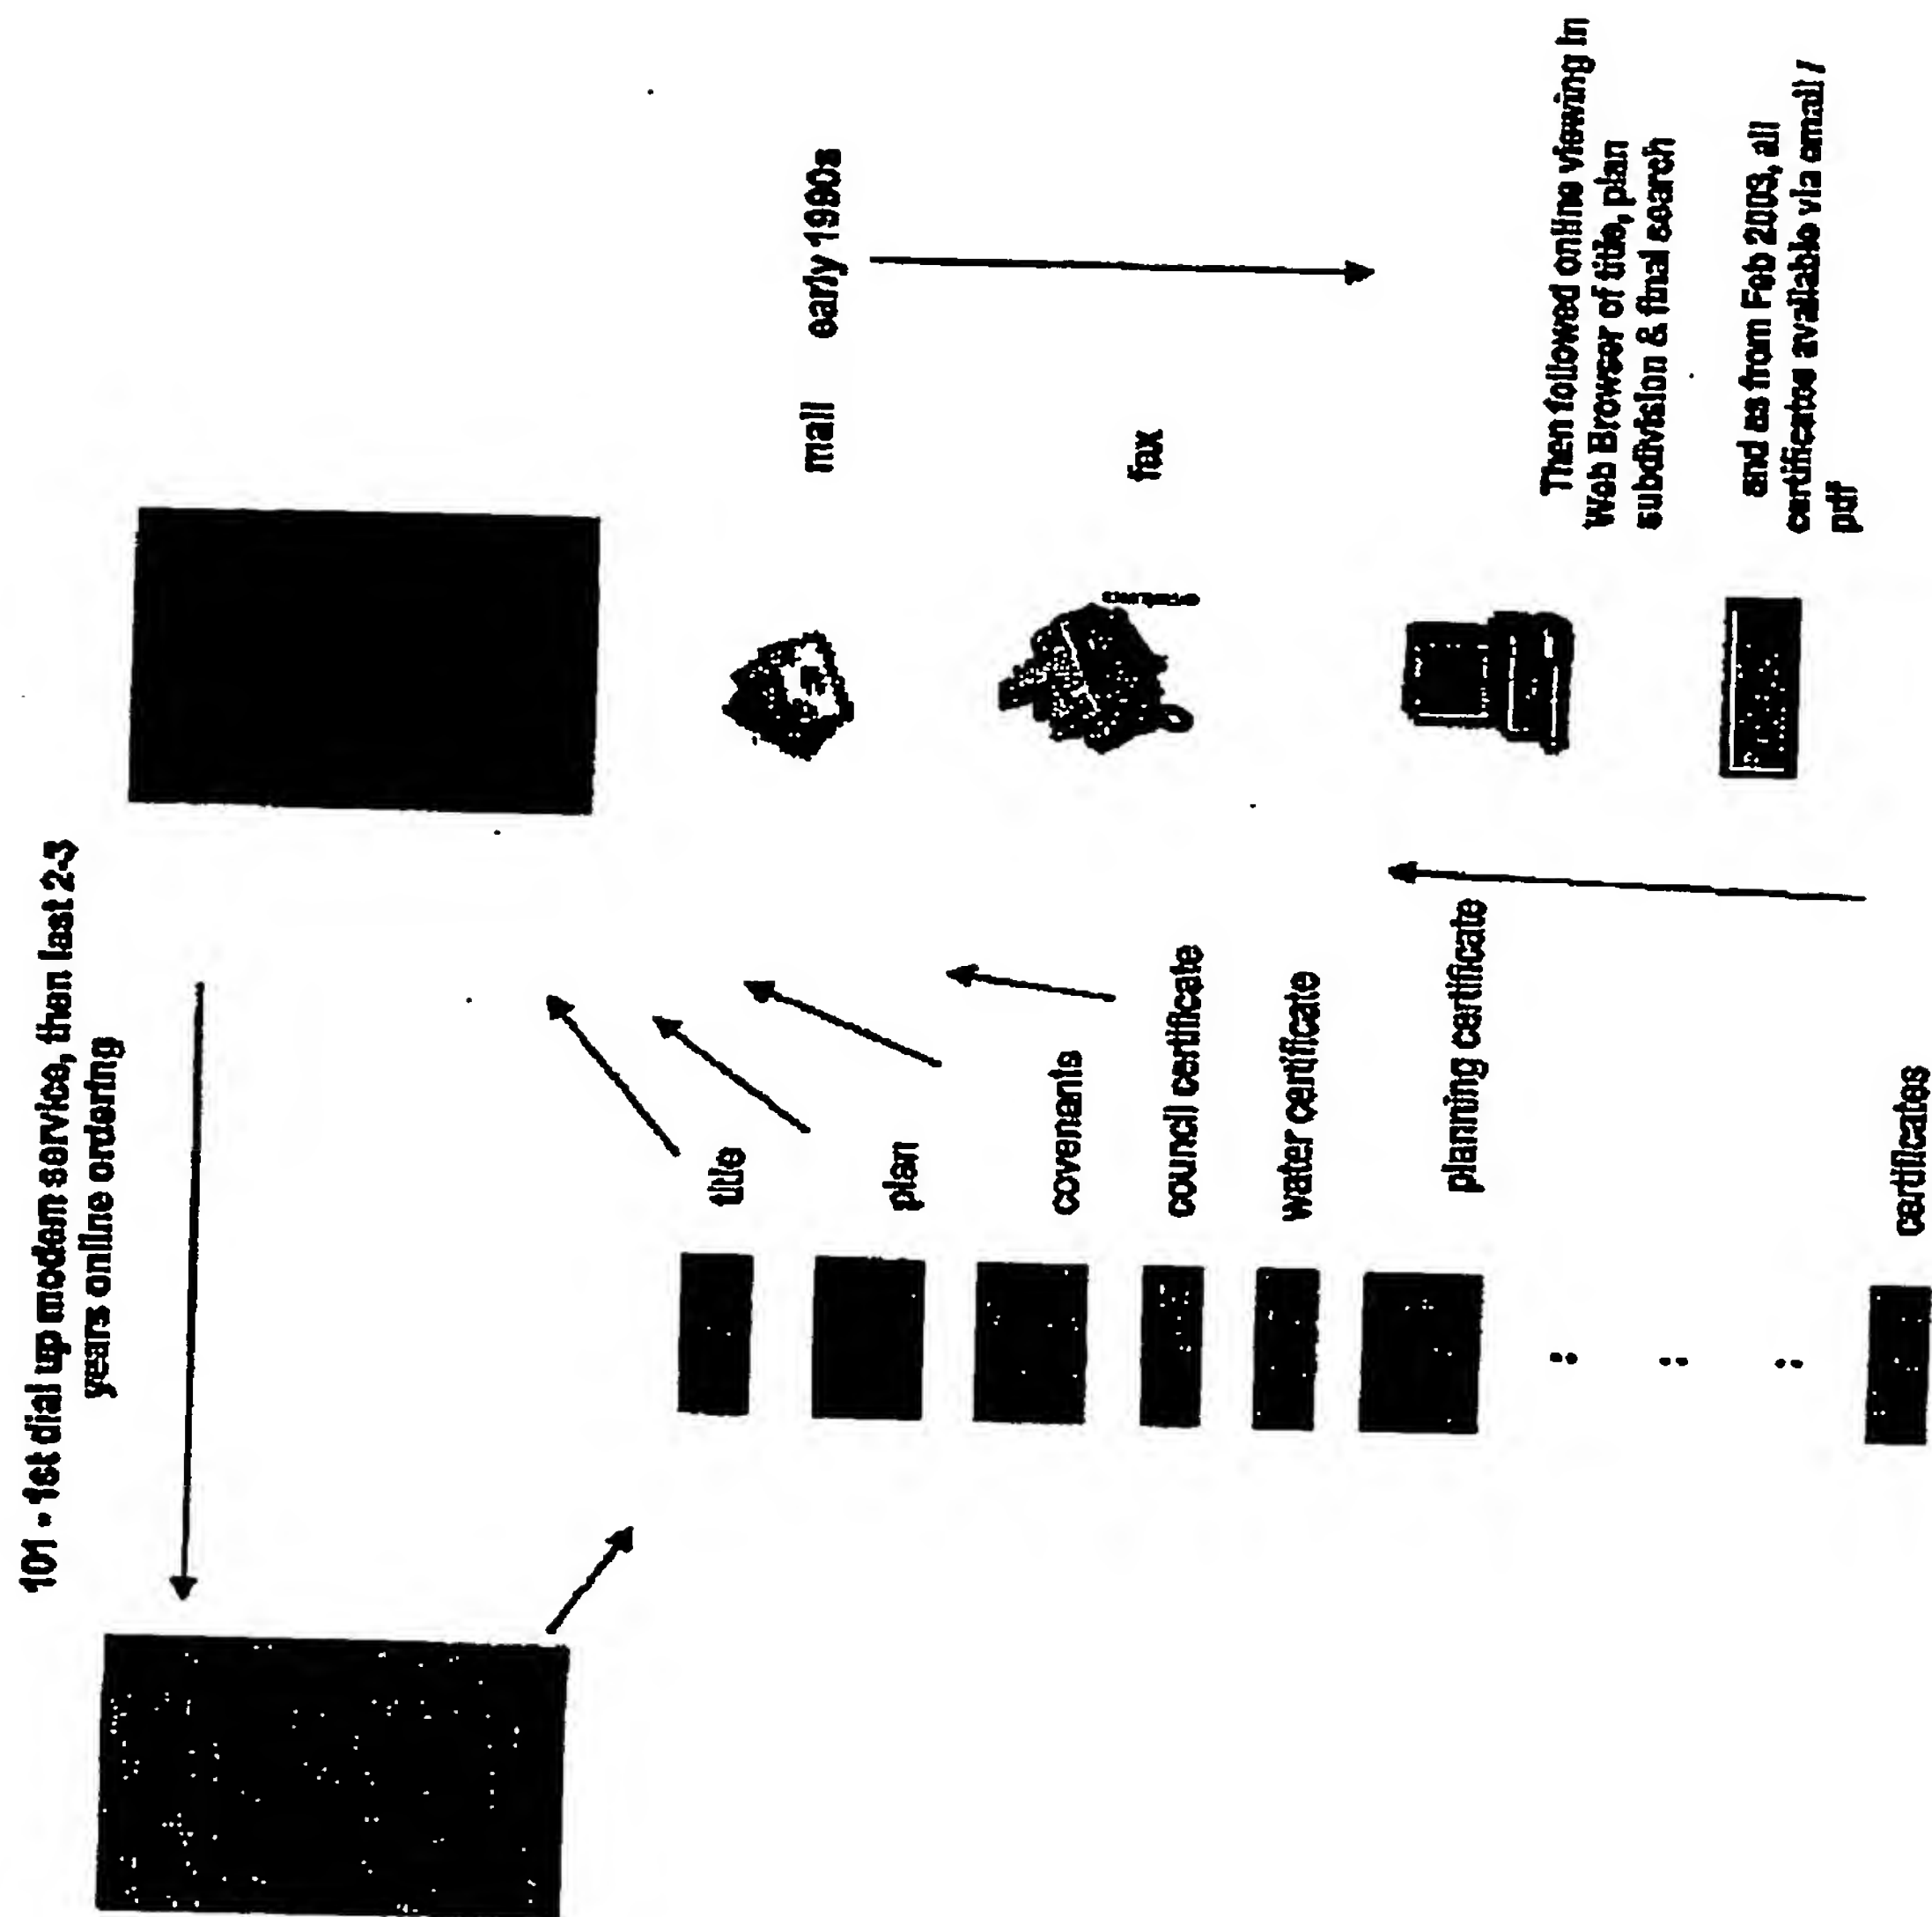 101 - 1st dial up modem service, then last 2-3
years online ordering
title
plan
covenants
council certificate
water certificate
planning certificate
certificates
mail early 1990s
fax
Then followed online viewing in
Web Browser of title, plan
subdivision & final search
and as from Feb 2003, all
certificates available via email /
pdf